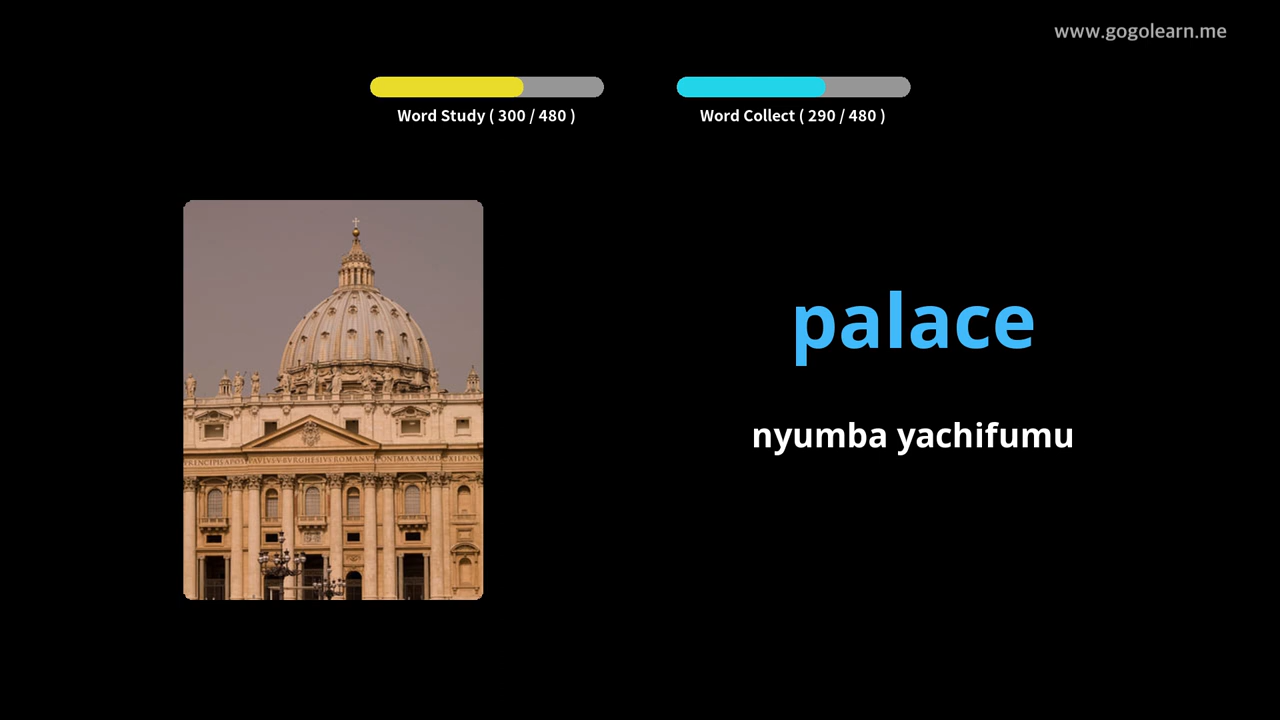 www.gogolearn.me
Word Study ( 300 / 480 )
Word Collect ( 290 / 480 )
palace
nyumba yachifumu